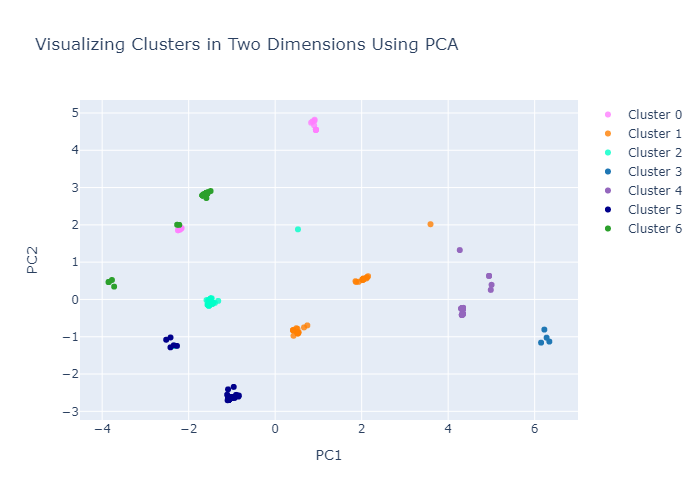 Visualizing Clusters in Two Dimensions Using PCA
Cluster 0
Cluster 1
Cluster 2
Cluster 3
Cluster 4
Cluster 5
Cluster 6
PC2
5
4
3
2
1
0
−1
−2
−3
−4 −2 0 2 4 6
PC1